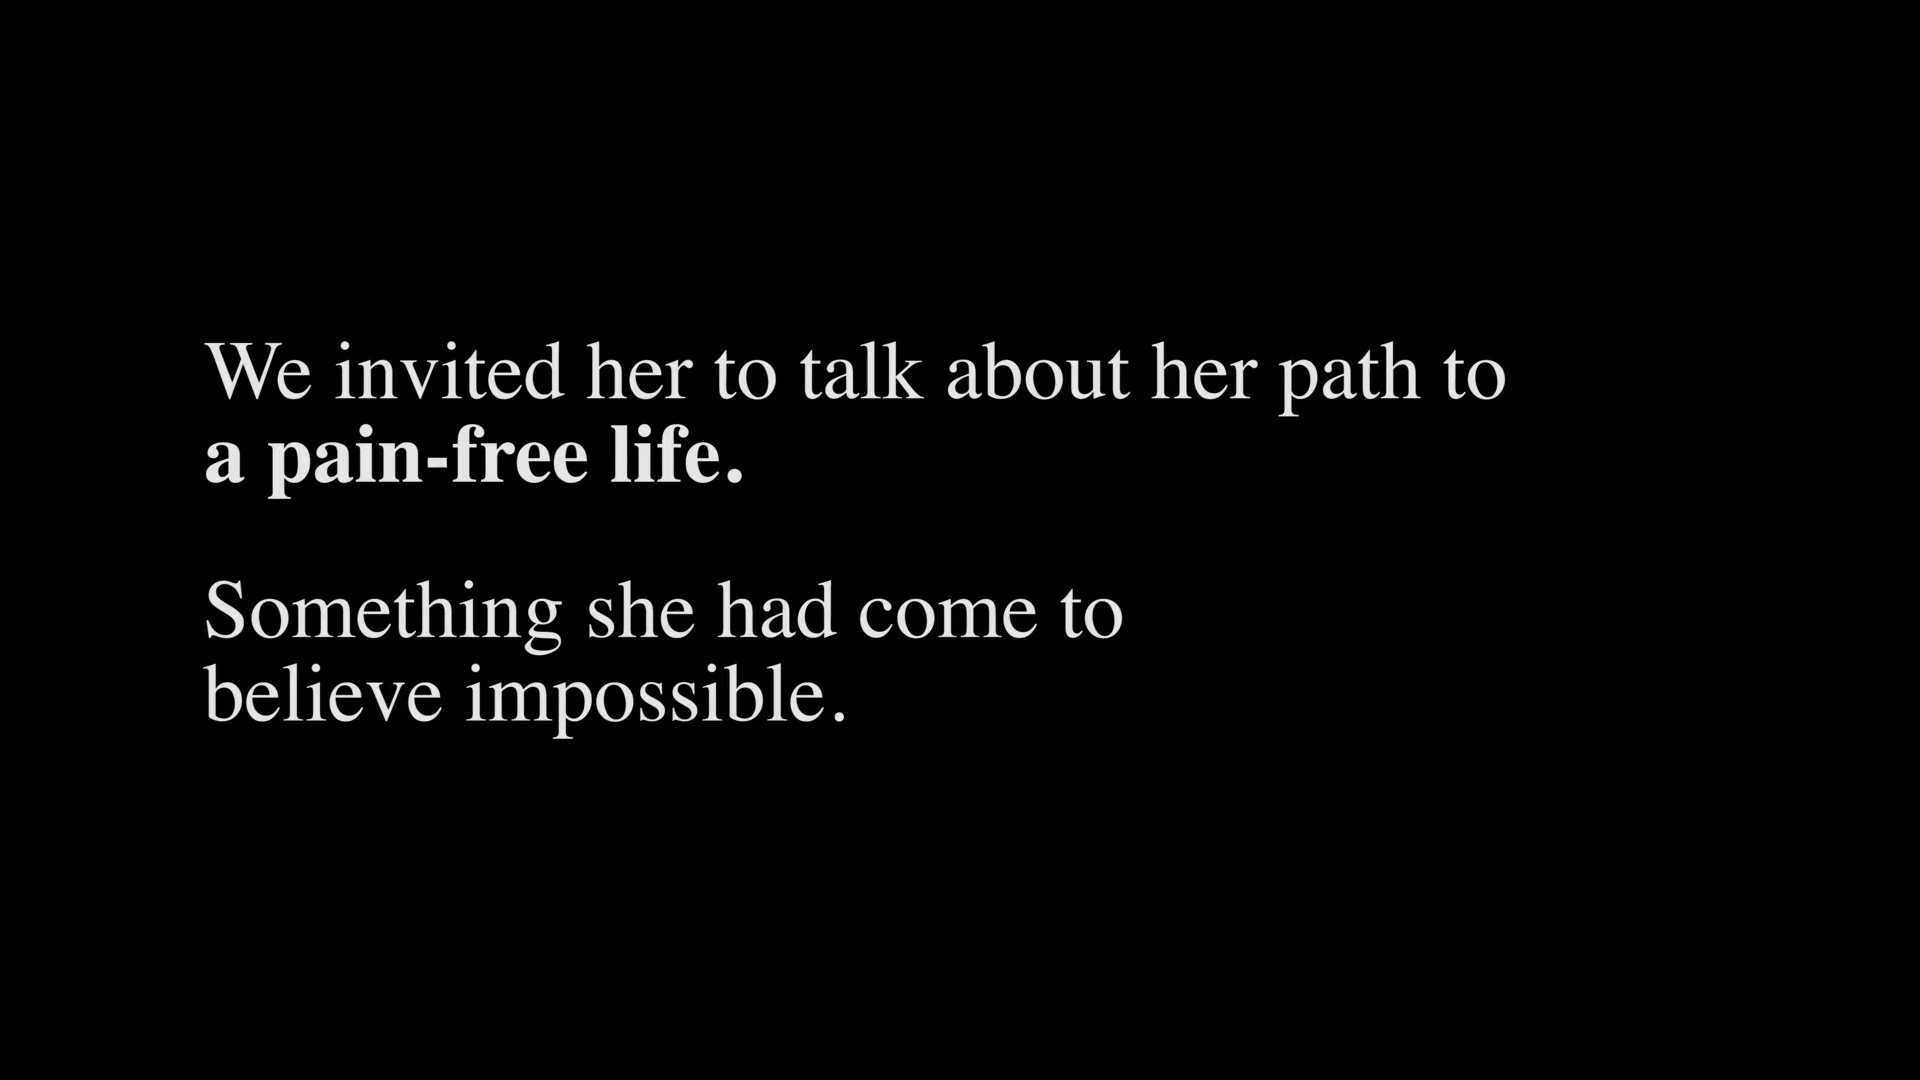 We invited her to talk about her path to
a pain-free life.
Something she had come to
believe impossible.